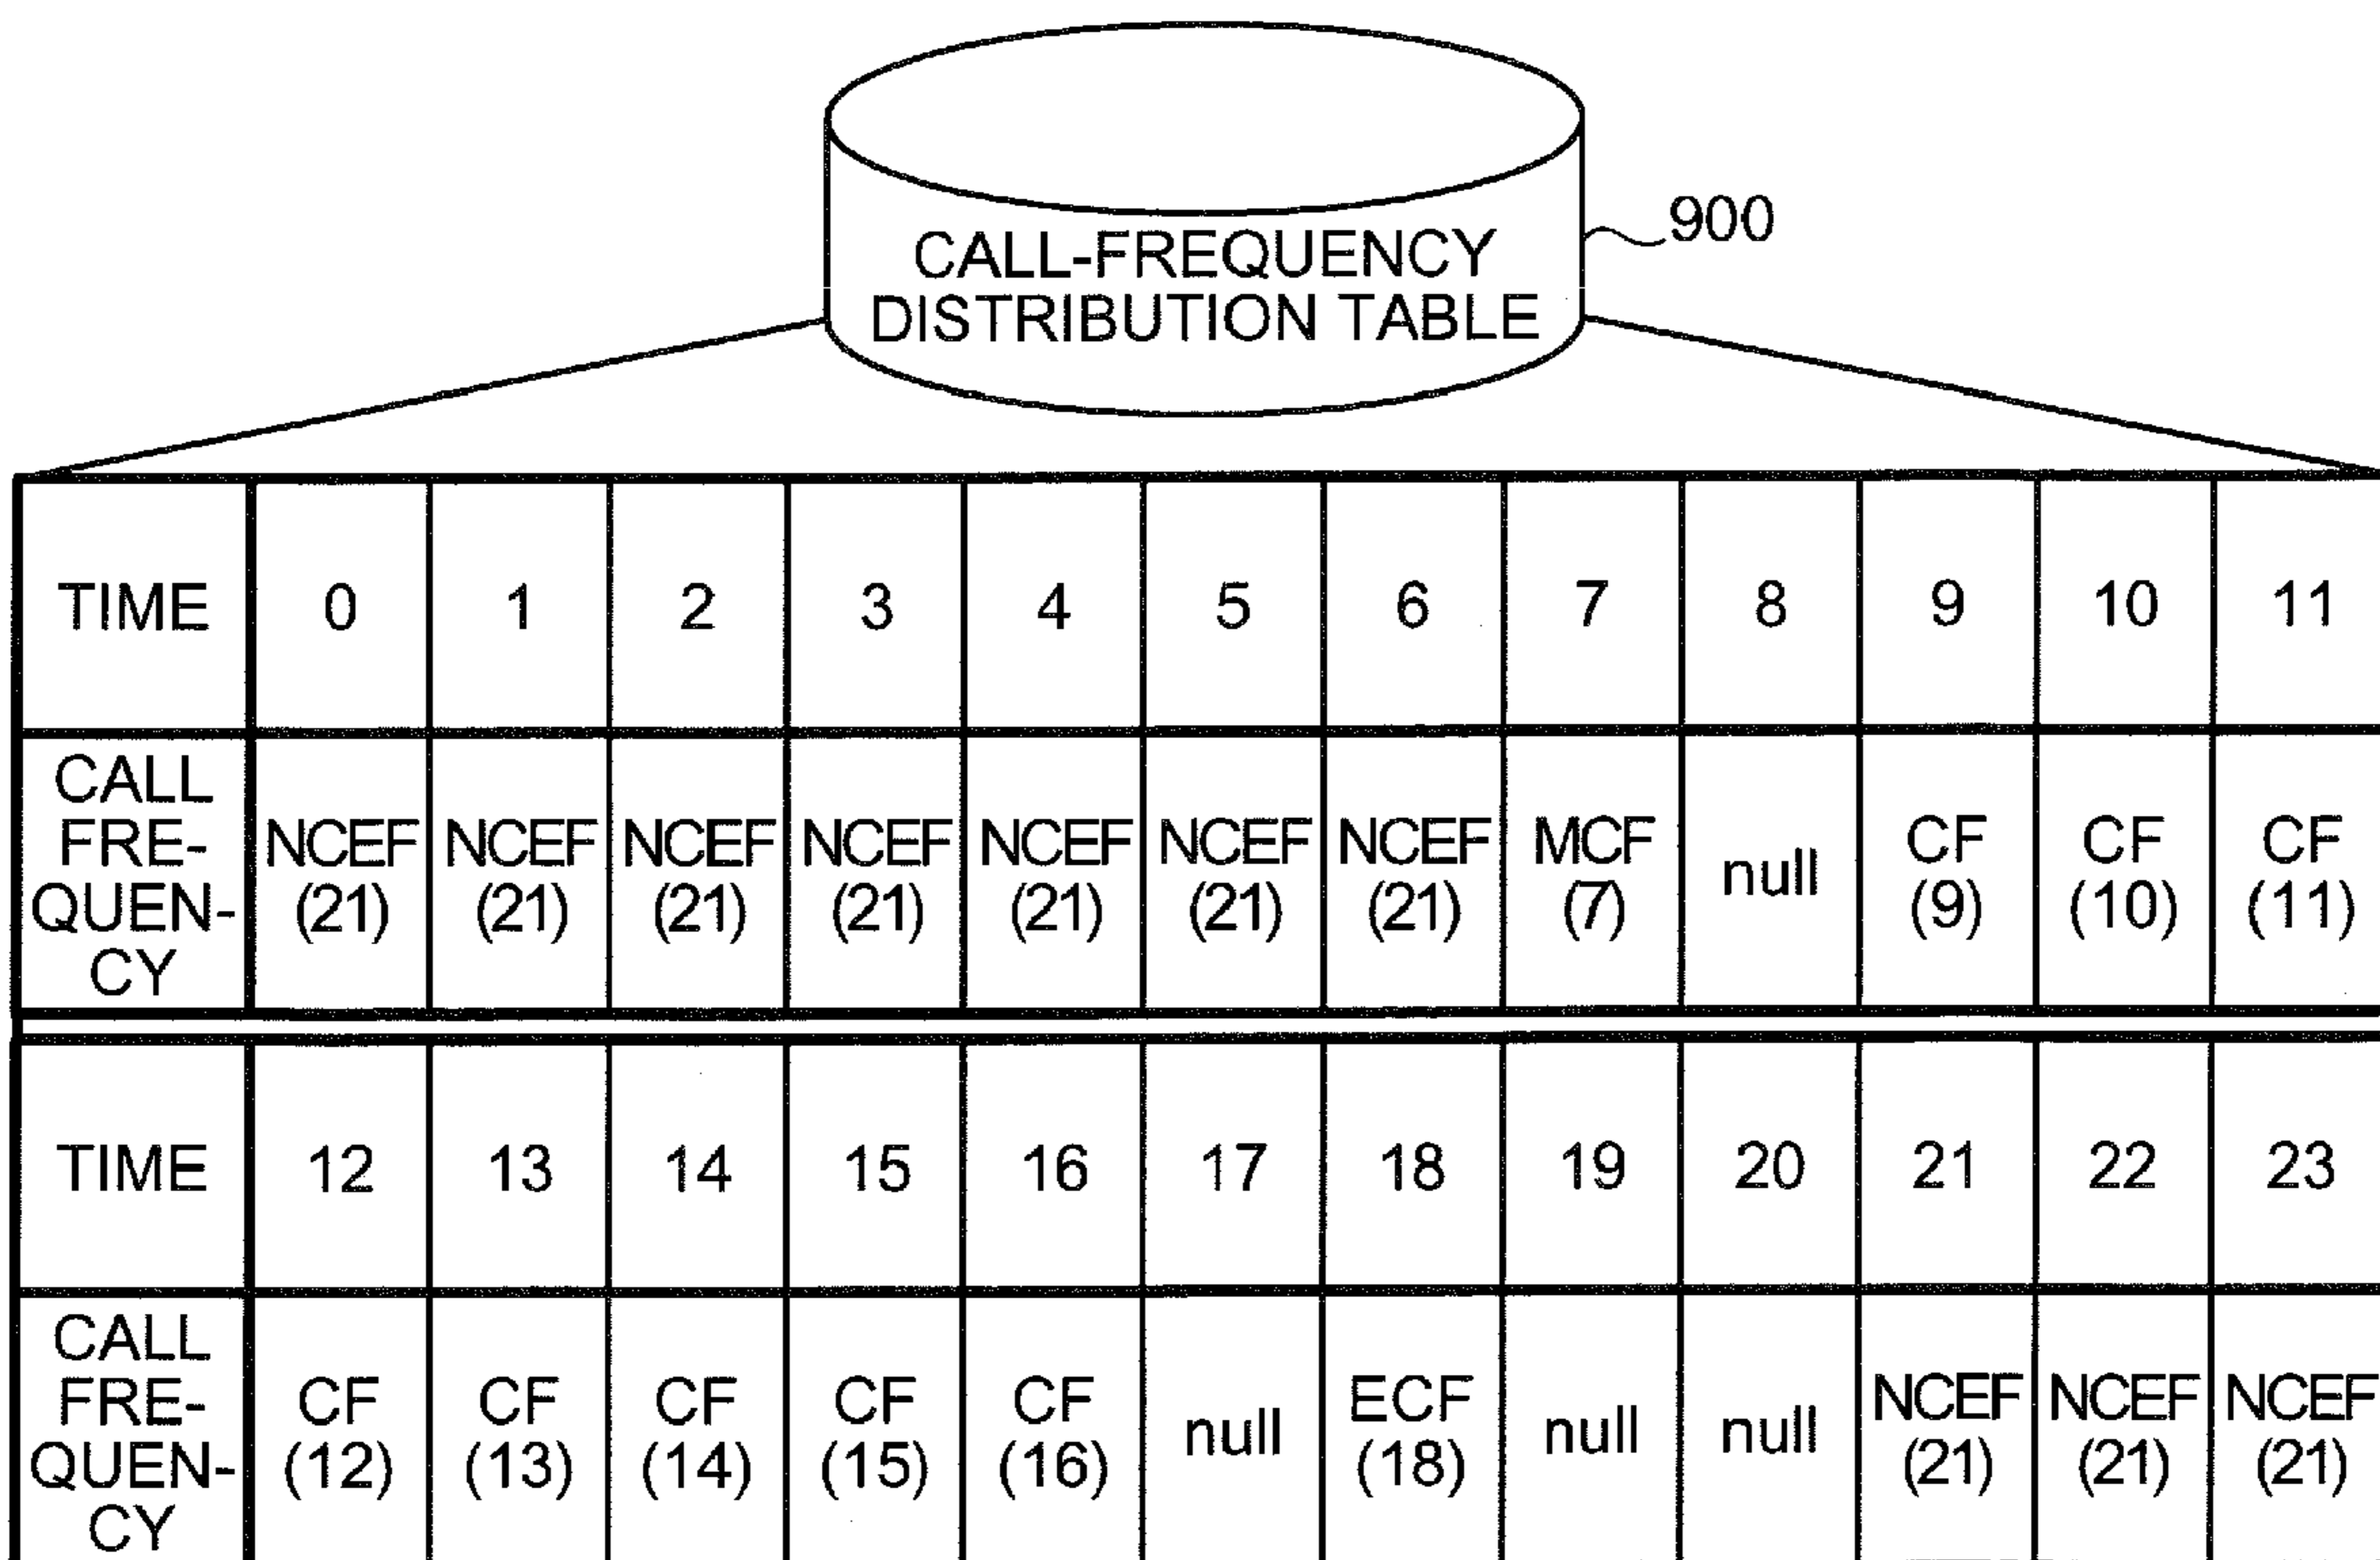 CALL-FREQUENCY
DISTRIBUTION TABLE
900
TIME 0 1 2 3 4 5 6 7 8 9 10 11
CALL
FRE-
QUEN-
CY
NCEF NCEF NCEF NCEF NCEF NCEF NCEF MCF null CF CF CF
(21) (21) (21) (21) (21) (21) (21) (7) (9) (10) (11)
TIME 12 13 14 15 16 17 18 19 20 21 22 23
CALL
FRE-
QUEN-
CY
CF CF CF CF CF null ECF null null NCEF NCEF NCEF
(12) (13) (14) (15) (16) (18) (21) (21) (21)